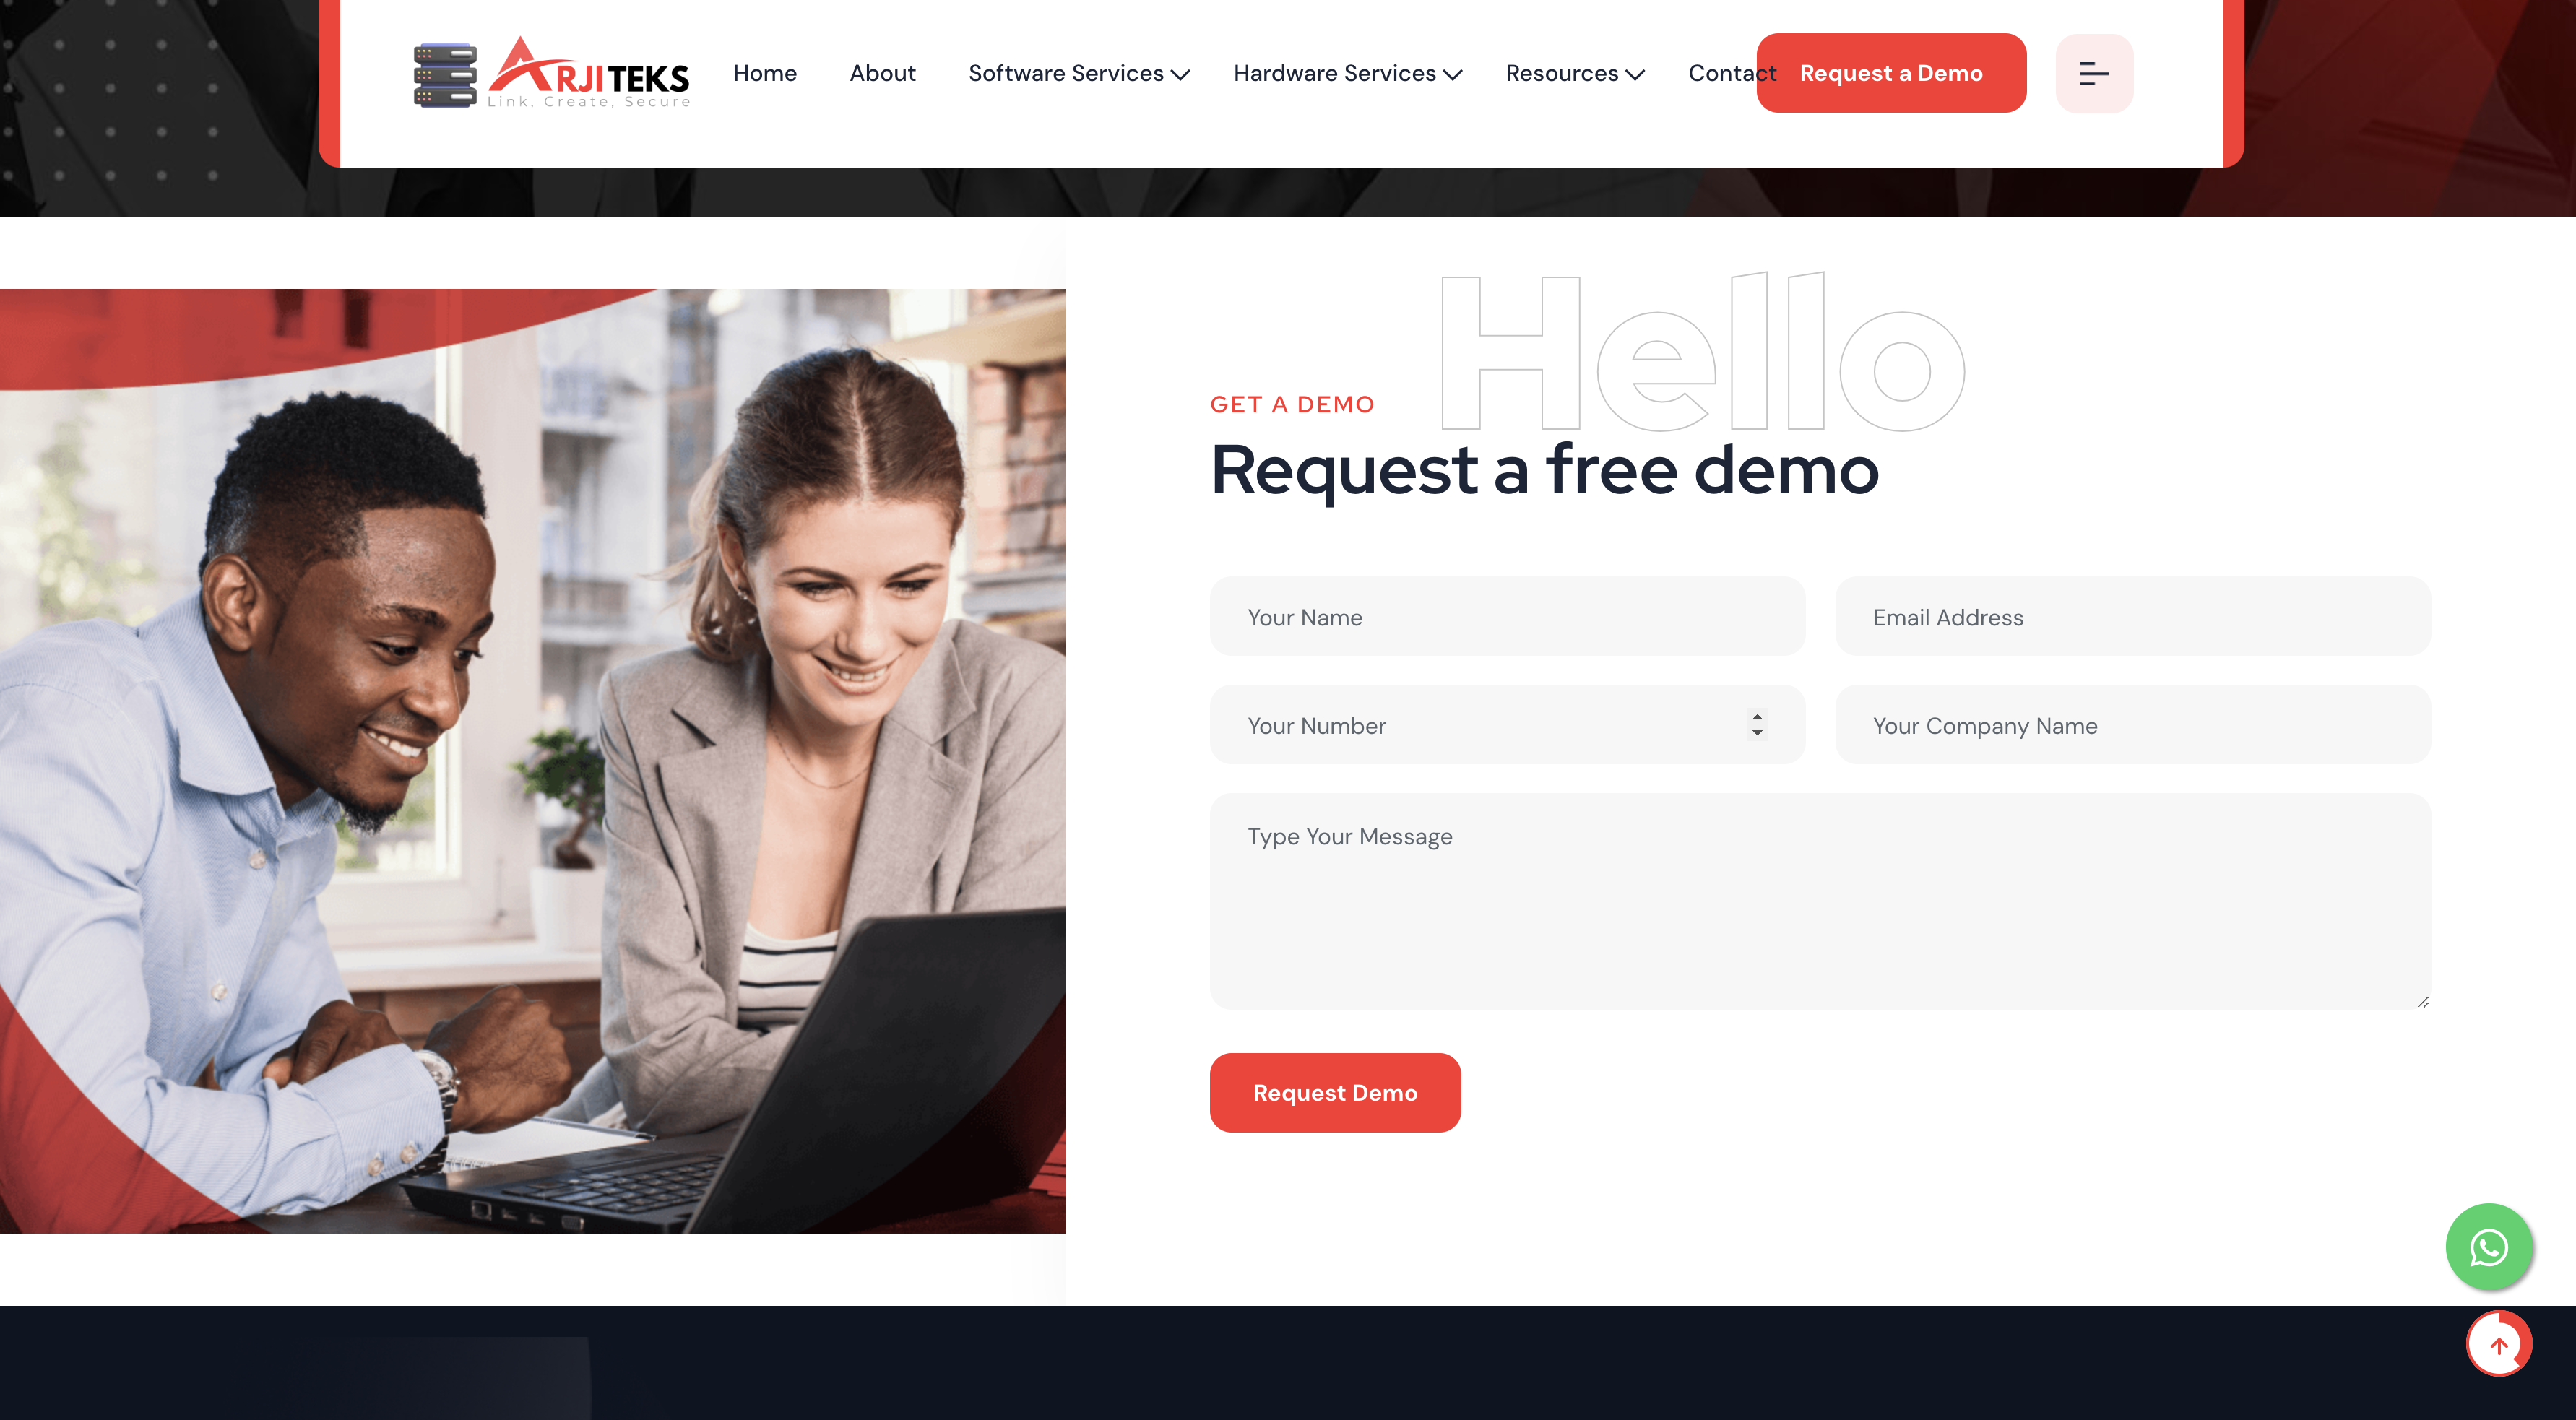 ARJITEKS
Link, Create, Secure
Home About Software Services Hardware Services Resources Contact Request a Demo
Hello
GET A DEMO
Request a free demo
Your Name Email Address
Your Number Your Company Name
Type Your Message
Request Demo